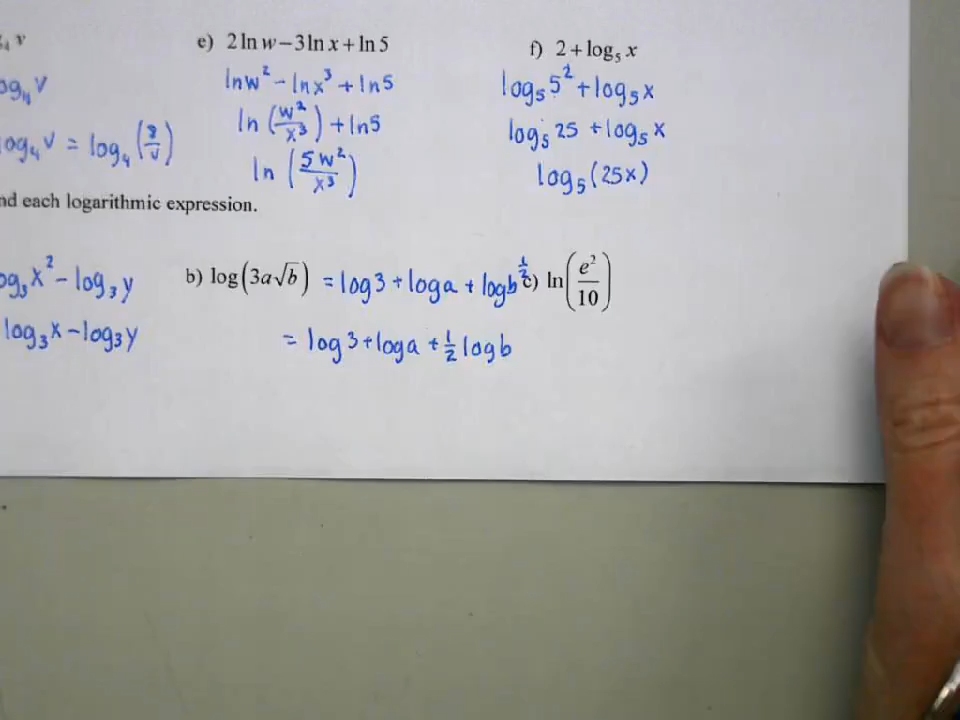 v
e) 2 ln w − 3 ln x + ln 5
f) 2 + log₅ x
log₄ v
ln w² − ln x³ + ln 5
log₅ 5² + log₅ x
ln (w²/x³) + ln 5
log₅ 25 + log₅ x
log₄ v = log₄ (8/v)
ln (5w²/x³)
log₅ (25x)
nd each logarithmic expression.
log₃ x² − log₃ y
b) log(3a√b) = log 3 + log a + log b^½
c) ln(e²/10)
log₃ x − log₃ y
= log 3 + log a + ½ log b